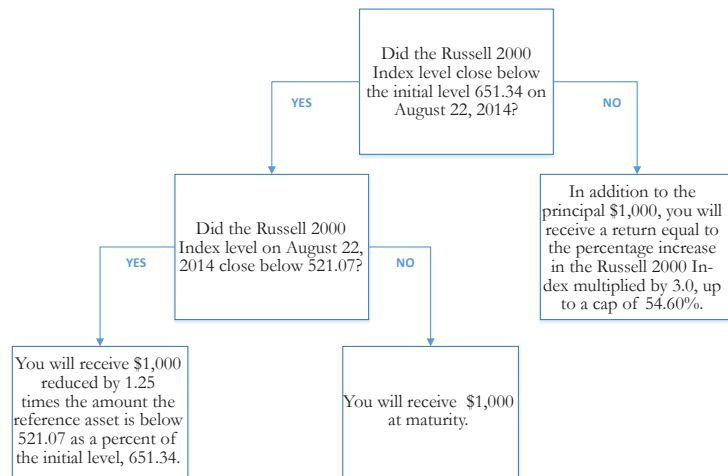 Did the Russell 2000
Index level close below
the initial level 651.34 on
August 22, 2014?
YES
NO
Did the Russell 2000
Index level on August 22,
2014 close below 521.07?
In addition to the
principal $1,000, you will
receive a return equal to
the percentage increase
in the Russell 2000 In-
dex multiplied by 3.0, up
to a cap of 54.60%.
YES
NO
You will receive $1,000
reduced by 1.25
times the amount the
reference asset is below
521.07 as a percent of
the initial level, 651.34.
You will receive $1,000
at maturity.